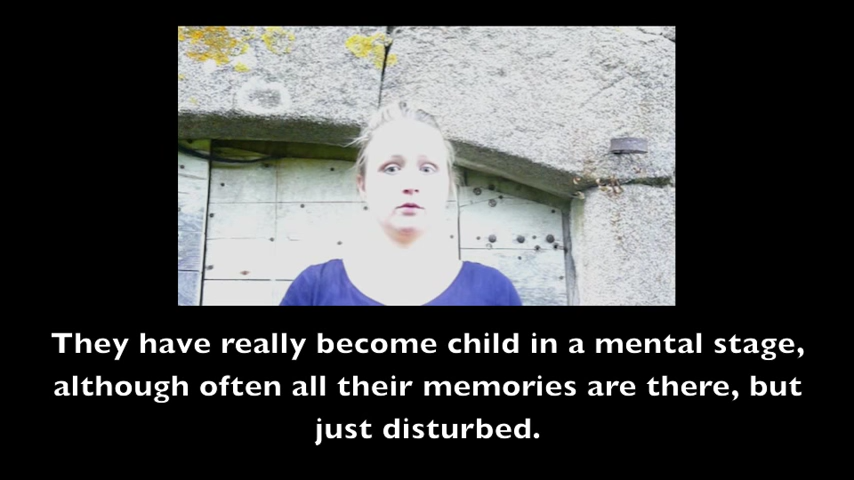 They have really become child in a mental stage,
although often all their memories are there, but
just disturbed.